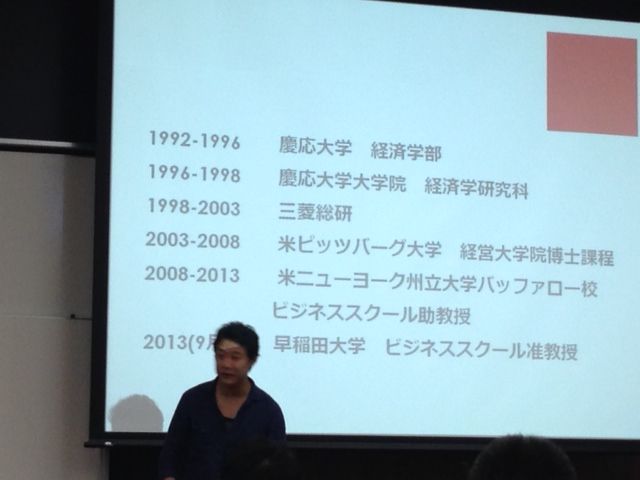 1992-1996 慶応大学 経済学部
1996-1998 慶応大学大学院 経済学研究科
1998-2003 三菱総研
2003-2008 米ピッツバーグ大学 経営大学院博士課程
2008-2013 米ニューヨーク州立大学バッファロー校
ビジネススクール助教授
2013(9月 早稲田大学 ビジネススクール准教授